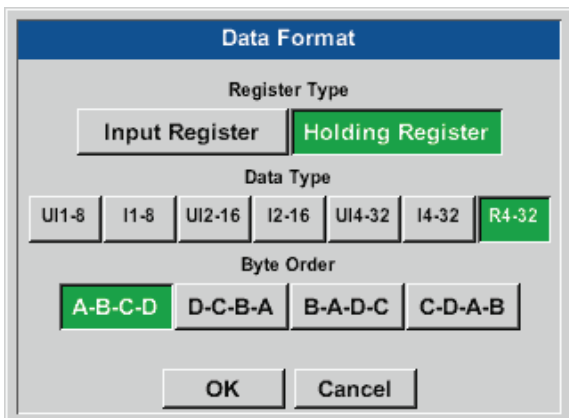 Data Format
Register Type
Input Register Holding Register
Data Type
UI1-8 I1-8 UI2-16 I2-16 UI4-32 I4-32 R4-32
Byte Order
A-B-C-D D-C-B-A B-A-D-C C-D-A-B
OK Cancel